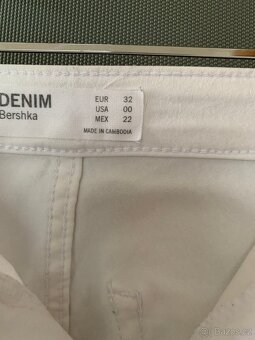 DENIM
Bershka
EUR 32
USA 00
MEX 22
MADE IN CAMBODIA